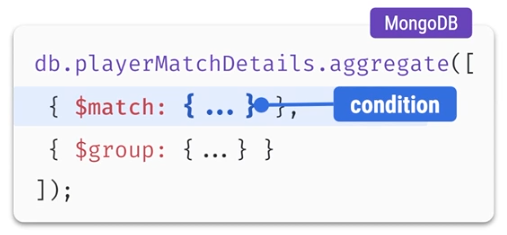 MongoDB
db.playerMatchDetails.aggregate([
{ $match: { ... } }, condition
{ $group: { ... } }
]);